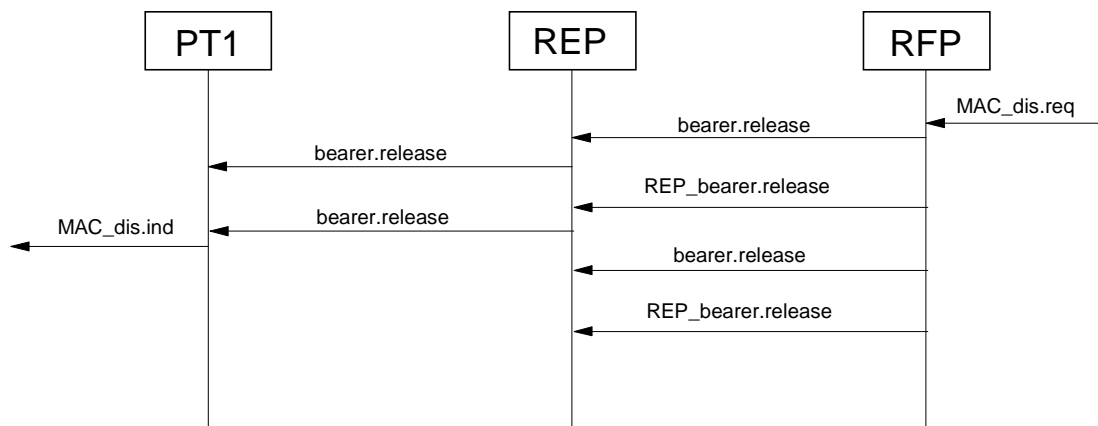 PT1
REP
RFP
MAC_dis.req
bearer.release
bearer.release
REP_bearer.release
bearer.release
MAC_dis.ind
bearer.release
REP_bearer.release